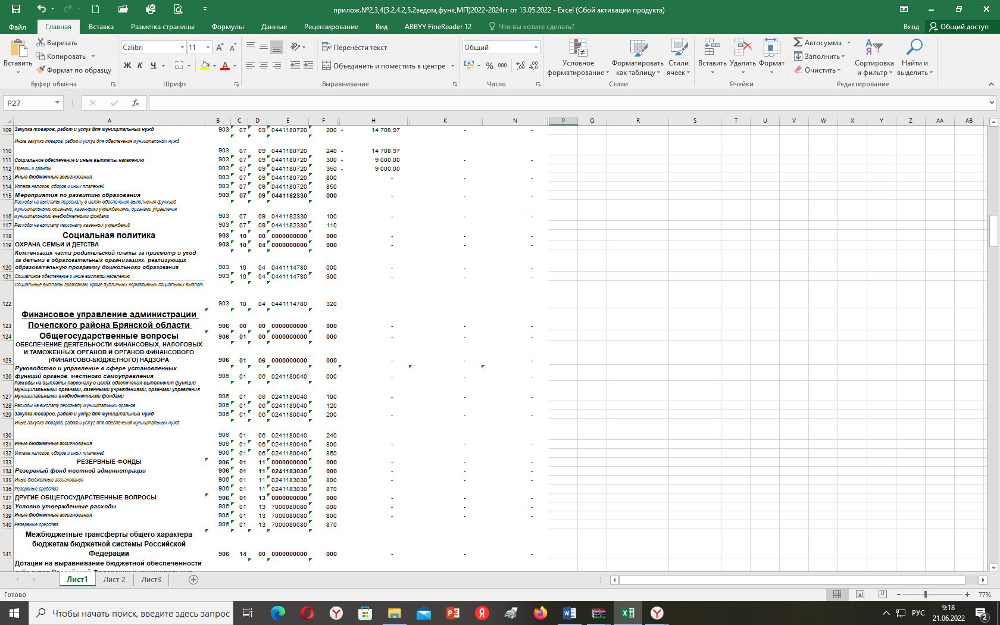 прилож.№2,3,4(3.2,4.2,5.2ведом,функ,МП)2022-2024гг от 13.05.2022 - Excel (Сбой активации продукта)
Файл Главная Вставка Разметка страницы Формулы Данные Рецензирование Вид ABBYY FineReader 12 Что вы хотите сделать? Вход Общий доступ
Вставить
Вырезать
Копировать
Формат по образцу
Calibri 11
Ж К Ч А
Перенести текст
Объединить и поместить в центре
Общий
% 000
Условное форматирование
Форматировать как таблицу
Стили ячеек
Вставить Удалить Формат
Автосумма
Заполнить
Очистить
Сортировка и фильтр
Найти и выделить
Буфер обмена Шрифт Выравнивание Число Стили Ячейки Редактирование
P27 fx
A B C D E F H K N P Q R S T U V W X Y Z AA AB
109 Закупка товаров, работ и услуг для муниципальных нужд 903 07 09 0441180720 200 - 14 708,97 - -
Иные закупки товаров, работ и услуг для обеспечения муниципальных нужд
110 903 07 09 0441180720 240 - 14 708,97
111 Социальное обеспечение и иные выплаты населению 903 07 09 0441180720 300 - 9 000,00 - -
112 Премии и гранты 903 07 09 0441180720 350 - 9 000,00
113 Иные бюджетные ассигнования 903 07 09 0441180720 800 - - -
114 Уплата налогов, сборов и иных платежей 903 07 09 0441180720 850 - - -
115 Мероприятия по развитию образования 903 07 09 0441182330 000 - - -
Расходы на выплаты персоналу в целях обеспечения выполнения функций
муниципальными органами, казенными учреждениями, органами управления
116 муниципальными внебюджетными фондами 903 07 09 0441182330 100 - - -
117 Расходы на выплату персоналу казенных учреждений 903 07 09 0441182330 110 - - -
118 Социальная политика 903 10 00 0000000000 000 - - -
119 ОХРАНА СЕМЬИ И ДЕТСТВА 903 10 04 0000000000 000 - - -
Компенсация части родительской платы за присмотр и уход
за детьми в образовательных организациях, реализующих
120 образовательную программу дошкольного образования 903 10 04 0441114780 000 - - -
121 Социальное обеспечение и иные выплаты населению 903 10 04 0441114780 300 - - -
Социальные выплаты гражданам, кроме публичных нормативных социальных выплат
122 903 10 04 0441114780 320
Финансовое управление администрации
123 Почепского района Брянской области 906 00 00 0000000000 000 - - -
124 Общегосударственные вопросы 906 01 00 0000000000 000 - - -
ОБЕСПЕЧЕНИЕ ДЕЯТЕЛЬНОСТИ ФИНАНСОВЫХ, НАЛОГОВЫХ
И ТАМОЖЕННЫХ ОРГАНОВ И ОРГАНОВ ФИНАНСОВОГО
125 (ФИНАНСОВО-БЮДЖЕТНОГО) НАДЗОРА 906 01 06 0000000000 000 - - -
Руководство и управление в сфере установленных
126 функций органов местного самоуправления 906 01 06 0241180040 000 - - -
Расходы на выплаты персоналу в целях обеспечения выполнения функций
муниципальными органами, казенными учреждениями, органами управления
127 муниципальными внебюджетными фондами 906 01 06 0241180040 100 - - -
128 Расходы на выплату персоналу муниципальных органов 906 01 06 0241180040 120
129 Закупка товаров, работ и услуг для муниципальных нужд 906 01 06 0241180040 200 - - -
Иные закупки товаров, работ и услуг для обеспечения муниципальных нужд
130 906 01 06 0241180040 240
131 Иные бюджетные ассигнования 906 01 06 0241180040 800 - - -
132 Уплата налогов, сборов и иных платежей 906 01 06 0241180040 850 - - -
133 РЕЗЕРВНЫЕ ФОНДЫ 906 01 11 0000000000 000 - - -
134 Резервный фонд местной администрации 906 01 11 0241183030 000 - - -
135 Иные бюджетные ассигнования 906 01 11 0241183030 800 - - -
136 Резервные средства 906 01 11 0241183030 870 - - -
137 ДРУГИЕ ОБЩЕГОСУДАРСТВЕННЫЕ ВОПРОСЫ 906 01 13 0000000000 000 - - -
138 Условно утвержденные расходы 906 01 13 7000080080 000 - - -
139 Иные бюджетные ассигнования 906 01 13 7000080080 800 - - -
140 Резервные средства 906 01 13 7000080080 870 - - -
Межбюджетные трансферты общего характера
бюджетам бюджетной системы Российской
141 Федерации 906 14 00 0000000000 000 - - -
Дотации на выравнивание бюджетной обеспеченности
Лист1 Лист 2 Лист3
Готово 77%
Чтобы начать поиск, введите здесь запрос
РУС 9:18
21.06.2022 2